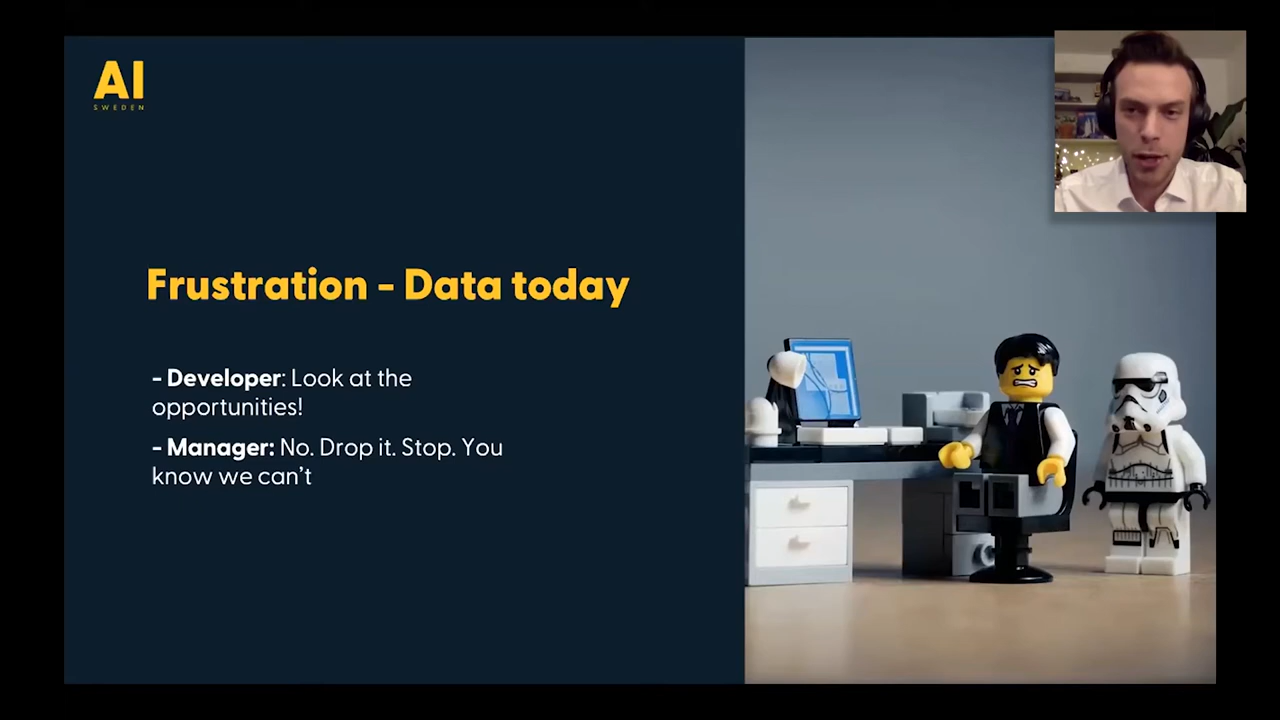 AI
SWEDEN
Frustration - Data today
- Developer: Look at the
opportunities!
- Manager: No. Drop it. Stop. You
know we can't